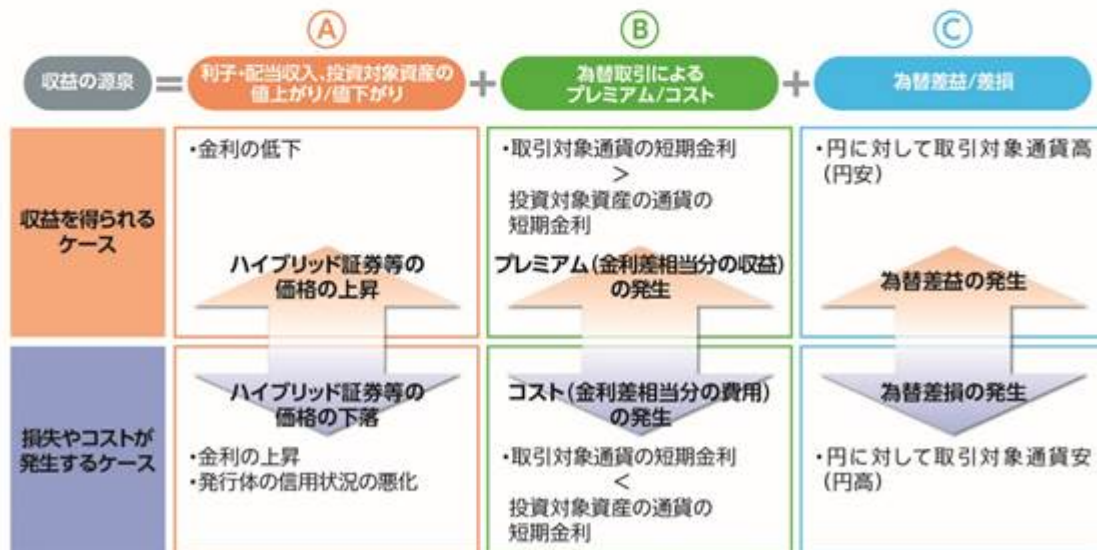 Ⓐ
Ⓑ
Ⓒ
収益の源泉
=
利子・配当収入、投資対象資産の
値上がり/値下がり
+
為替取引による
プレミアム/コスト
+
為替差益/差損
収益を得られる
ケース
・金利の低下
ハイブリッド証券等の
価格の上昇
・取引対象通貨の短期金利
>
投資対象資産の通貨の
短期金利
プレミアム(金利差相当分の収益)
の発生
・円に対して取引対象通貨高
(円安)
為替差益の発生
損失やコストが
発生するケース
ハイブリッド証券等の
価格の下落
・金利の上昇
・発行体の信用状況の悪化
コスト(金利差相当分の費用)
の発生
・取引対象通貨の短期金利
<
投資対象資産の通貨の
短期金利
為替差損の発生
・円に対して取引対象通貨安
(円高)